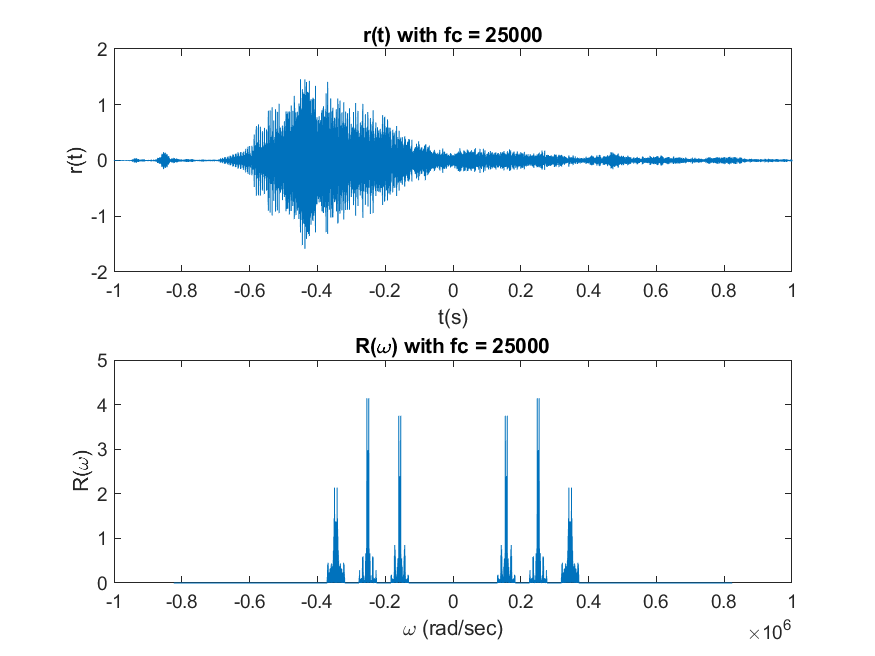 r(t) with fc = 25000
2
1
0
-1
-2
r(t)
-1 -0.8 -0.6 -0.4 -0.2 0 0.2 0.4 0.6 0.8 1
t(s)
R(ω) with fc = 25000
5
4
3
2
1
0
R(ω)
-1 -0.8 -0.6 -0.4 -0.2 0 0.2 0.4 0.6 0.8 1
ω (rad/sec)
×10⁶